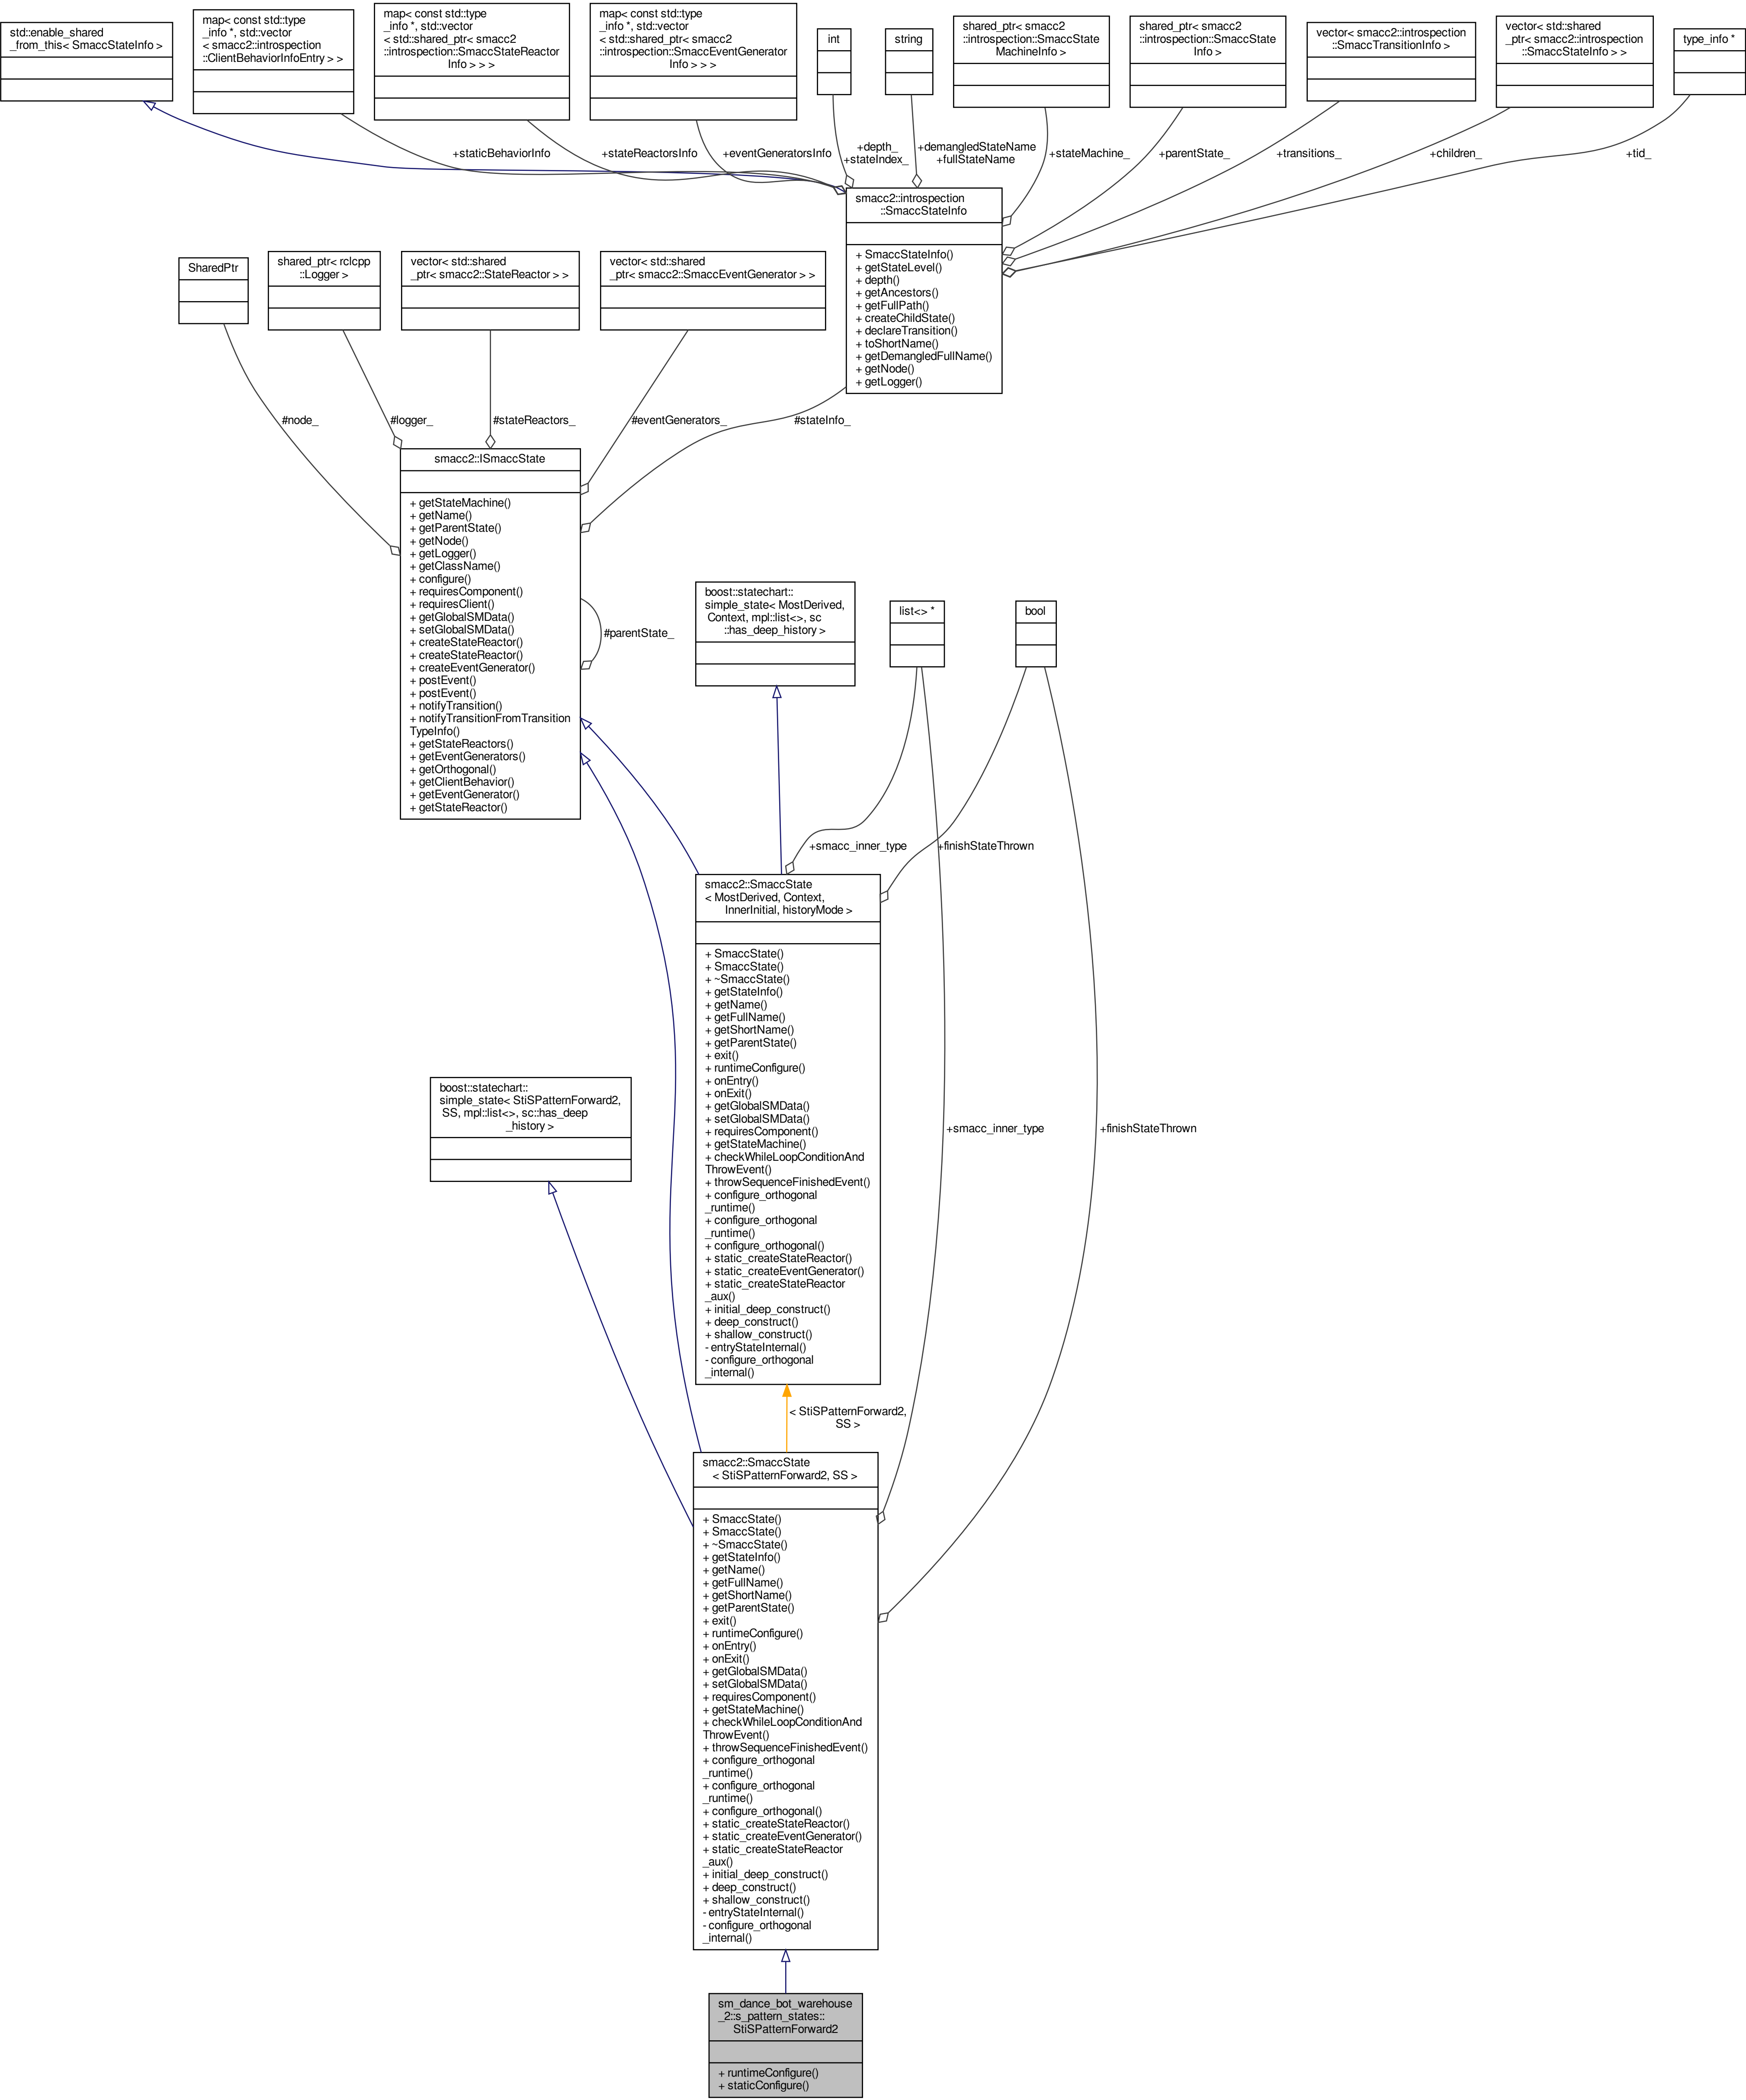 std::enable_shared
_from_this< SmaccStateInfo >
map< const std::type
_info *, std::vector
< smacc2::introspection
::ClientBehaviorInfoEntry > >
map< const std::type
_info *, std::vector
< std::shared_ptr< smacc2
::introspection::SmaccStateReactor
Info > > >
map< const std::type
_info *, std::vector
< std::shared_ptr< smacc2
::introspection::SmaccEventGenerator
Info > > >
int
string
shared_ptr< smacc2
::introspection::SmaccState
MachineInfo >
shared_ptr< smacc2
::introspection::SmaccState
Info >
vector< smacc2::introspection
::SmaccTransitionInfo >
vector< std::shared
_ptr< smacc2::introspection
::SmaccStateInfo > >
type_info *
+staticBehaviorInfo
+stateReactorsInfo
+eventGeneratorsInfo
+depth_
+stateIndex_
+demangledStateName
+fullStateName
+stateMachine_
+parentState_
+transitions_
+children_
+tid_
smacc2::introspection
::SmaccStateInfo
+ SmaccStateInfo()
+ getStateLevel()
+ depth()
+ getAncestors()
+ getFullPath()
+ createChildState()
+ declareTransition()
+ toShortName()
+ getDemangledFullName()
+ getNode()
+ getLogger()
SharedPtr
shared_ptr< rclcpp
::Logger >
vector< std::shared
_ptr< smacc2::StateReactor > >
vector< std::shared
_ptr< smacc2::SmaccEventGenerator > >
#node_
#logger_
#stateReactors_
#eventGenerators_
#stateInfo_
smacc2::ISmaccState
+ getStateMachine()
+ getName()
+ getParentState()
+ getNode()
+ getLogger()
+ getClassName()
+ configure()
+ requiresComponent()
+ requiresClient()
+ getGlobalSMData()
+ setGlobalSMData()
+ createStateReactor()
+ createStateReactor()
+ createEventGenerator()
+ postEvent()
+ postEvent()
+ notifyTransition()
+ notifyTransitionFromTransition
TypeInfo()
+ getStateReactors()
+ getEventGenerators()
+ getOrthogonal()
+ getClientBehavior()
+ getEventGenerator()
+ getStateReactor()
#parentState_
boost::statechart::
simple_state< MostDerived,
Context, mpl::list<>, sc
::has_deep_history >
list<> *
bool
+smacc_inner_type
+finishStateThrown
smacc2::SmaccState
< MostDerived, Context,
InnerInitial, historyMode >
+ SmaccState()
+ SmaccState()
+ ~SmaccState()
+ getStateInfo()
+ getName()
+ getFullName()
+ getShortName()
+ getParentState()
+ exit()
+ runtimeConfigure()
+ onEntry()
+ onExit()
+ getGlobalSMData()
+ setGlobalSMData()
+ requiresComponent()
+ getStateMachine()
+ checkWhileLoopConditionAnd
ThrowEvent()
+ throwSequenceFinishedEvent()
+ configure_orthogonal
_runtime()
+ configure_orthogonal
_runtime()
+ configure_orthogonal()
+ static_createStateReactor()
+ static_createEventGenerator()
+ static_createStateReactor
_aux()
+ initial_deep_construct()
+ deep_construct()
+ shallow_construct()
- entryStateInternal()
- configure_orthogonal
_internal()
boost::statechart::
simple_state< StiSPatternForward2,
SS, mpl::list<>, sc::has_deep
_history >
+smacc_inner_type
+finishStateThrown
< StiSPatternForward2,
SS >
smacc2::SmaccState
< StiSPatternForward2, SS >
+ SmaccState()
+ SmaccState()
+ ~SmaccState()
+ getStateInfo()
+ getName()
+ getFullName()
+ getShortName()
+ getParentState()
+ exit()
+ runtimeConfigure()
+ onEntry()
+ onExit()
+ getGlobalSMData()
+ setGlobalSMData()
+ requiresComponent()
+ getStateMachine()
+ checkWhileLoopConditionAnd
ThrowEvent()
+ throwSequenceFinishedEvent()
+ configure_orthogonal
_runtime()
+ configure_orthogonal
_runtime()
+ configure_orthogonal()
+ static_createStateReactor()
+ static_createEventGenerator()
+ static_createStateReactor
_aux()
+ initial_deep_construct()
+ deep_construct()
+ shallow_construct()
- entryStateInternal()
- configure_orthogonal
_internal()
sm_dance_bot_warehouse
_2::s_pattern_states::
StiSPatternForward2
+ runtimeConfigure()
+ staticConfigure()